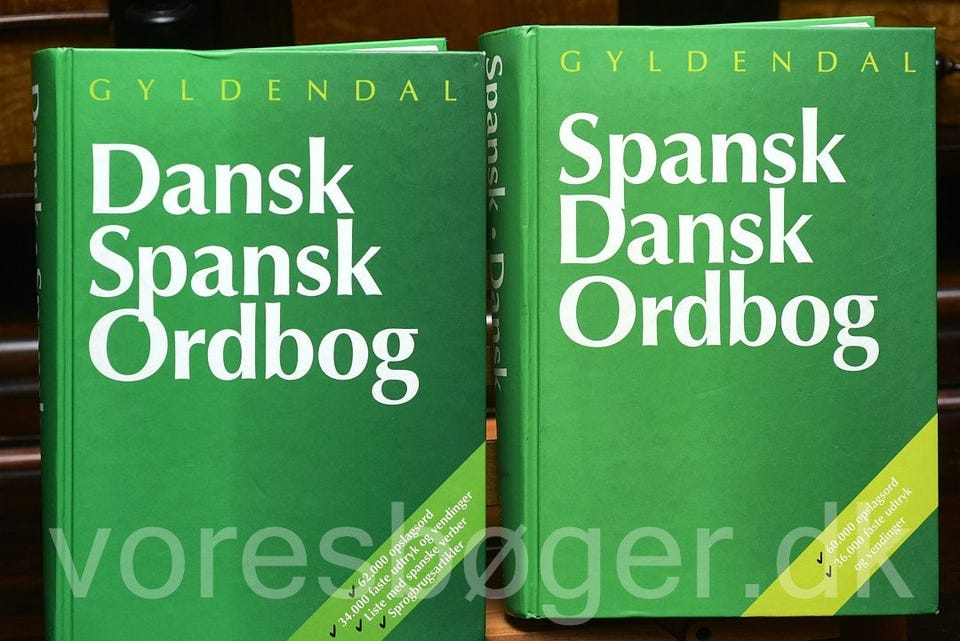 GYLDENDAL
Dansk
Spansk
Ordbog
62.000 opslagsord
34.000 faste udtryk og vendinger
Liste med spanske verber
Sprogbrugsartikler
Spansk · Dansk
GYLDENDAL
Spansk
Dansk
Ordbog
60.000 opslagsord
36.000 faste udtryk
og vendinger
voresbøger.dk